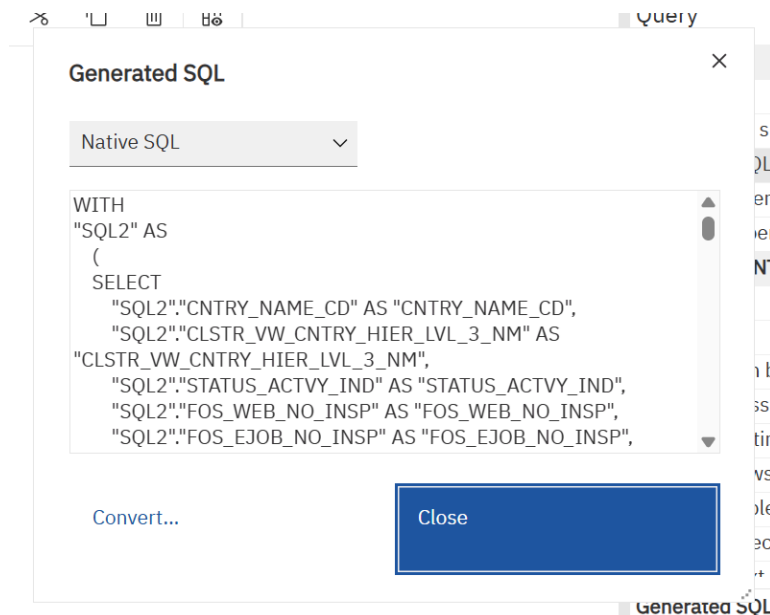 Query
Generated SQL
Native SQL
WITH
"SQL2" AS
(
SELECT
"SQL2"."CNTRY_NAME_CD" AS "CNTRY_NAME_CD",
"SQL2"."CLSTR_VW_CNTRY_HIER_LVL_3_NM" AS
"CLSTR_VW_CNTRY_HIER_LVL_3_NM",
"SQL2"."STATUS_ACTVY_IND" AS "STATUS_ACTVY_IND",
"SQL2"."FOS_WEB_NO_INSP" AS "FOS_WEB_NO_INSP",
"SQL2"."FOS_EJOB_NO_INSP" AS "FOS_EJOB_NO_INSP",
Convert...
Close
Generated SQL